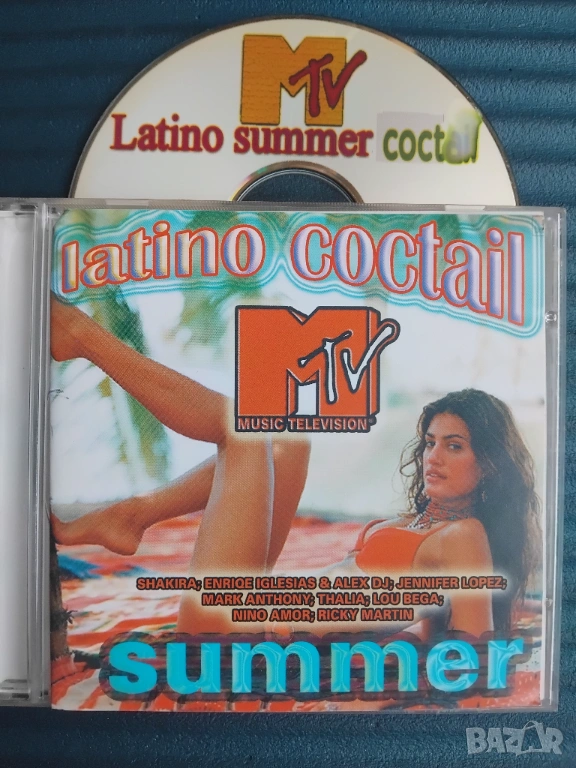 MTV
Latino summer coctail
latino coctail
MTV
MUSIC TELEVISION®
SHAKIRA; ENRIQE IGLESIAS & ALEX DJ; JENNIFER LOPEZ;
MARK ANTHONY; THALIA; LOU BEGA;
NINO AMOR; RICKY MARTIN
summer
BAZAR